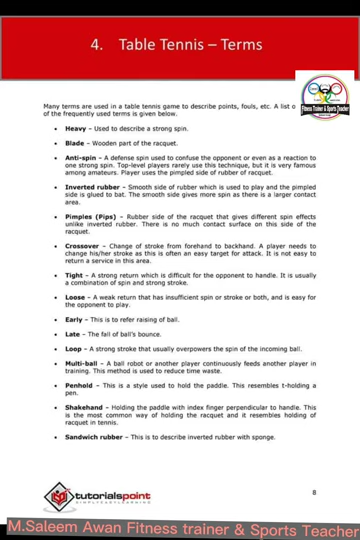 4. Table Tennis – Terms
Many terms are used in a table tennis game to describe points, fouls, etc. A list o
of the frequently used terms is given below.
• Heavy – Used to describe a strong spin.
• Blade – Wooden part of the racquet.
• Anti-spin – A defense spin used to confuse the opponent or even as a reaction to
one strong spin. Top-level players rarely use this technique, but it is very famous
among amateurs. Player uses the pimpled side of rubber of racquet.
• Inverted rubber – Smooth side of rubber which is used to play and the pimpled
side is glued to bat. The smooth side gives more spin as there is a larger contact
area.
• Pimples (Pips) – Rubber side of the racquet that gives different spin effects
unlike inverted rubber. There is no much contact surface on this side of the
racquet.
• Crossover – Change of stroke from forehand to backhand. A player needs to
change his/her stroke as this is often an easy target for attack. It is not easy to
return a service in this area.
• Tight – A strong return which is difficult for the opponent to handle. It is usually
a combination of spin and strong stroke.
• Loose – A weak return that has insufficient spin or stroke or both, and is easy for
the opponent to play.
• Early – This is to refer raising of ball.
• Late – The fall of ball's bounce.
• Loop – A strong stroke that usually overpowers the spin of the incoming ball.
• Multi-ball – A ball robot or another player continuously feeds another player in
training. This method is used to reduce time waste.
• Penhold – This is a style used to hold the paddle. This resembles t-holding a
pen.
• Shakehand – Holding the paddle with index finger perpendicular to handle. This
is the most common way of holding the racquet and it resembles holding of
racquet in tennis.
• Sandwich rubber – This is to describe inverted rubber with sponge.
tutorialspoint
SIMPLYEASYLEARNING
8
M.Saleem Awan Fitness trainer & Sports Teacher